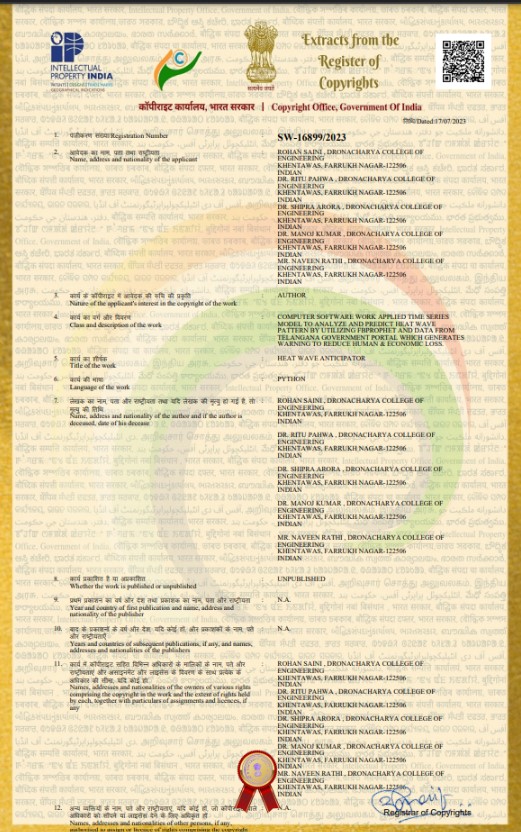 INTELLECTUAL
PROPERTY INDIA
सत्यमेव जयते
Extracts from the
Register of
Copyrights
कॉपीराइट कार्यालय, भारत सरकार | Copyright Office, Government Of India
दिनांक/Dated:17/07/2023
1. पंजीकरण संख्या/Registration Number SW-16899/2023
2. आवेदक का नाम, पता तथा राष्ट्रीयता
Name, address and nationality of the applicant
ROHAN SAINI , DRONACHARYA COLLEGE OF
ENGINEERING
KHENTAWAS, FARRUKH NAGAR-122506
INDIAN
DR. RITU PAHWA , DRONACHARYA COLLEGE OF
ENGINEERING
KHENTAWAS, FARRUKH NAGAR-122506
INDIAN
DR. SHIPRA ARORA , DRONACHARYA COLLEGE OF
ENGINEERING
KHENTAWAS, FARRUKH NAGAR-122506
INDIAN
DR. MANOJ KUMAR , DRONACHARYA COLLEGE OF
ENGINEERING
KHENTAWAS, FARRUKH NAGAR-122506
INDIAN
MR. NAVEEN RATHI , DRONACHARYA COLLEGE OF
ENGINEERING
KHENTAWAS, FARRUKH NAGAR-122506
INDIAN
3. कार्य के कॉपीराइट में आवेदक की रुचि की प्रकृति
Nature of the applicant's interest in the copyright of the work
AUTHOR
4. कार्य का वर्ग और विवरण
Class and description of the work
COMPUTER SOFTWARE WORK APPLIED TIME SERIES
MODEL TO ANALYZE AND PREDICT HEAT WAVE
PATTERN BY UTILIZING FBPROPHET AND DATA FROM
TELANGANA GOVERNMENT PORTAL WHICH GENERATES
WARNING TO REDUCE HUMAN & ECONOMIC LOSS.
5. कार्य का शीर्षक
Title of the work
HEAT WAVE ANTICIPATOR
6. कार्य की भाषा
Language of the work
PYTHON
7. लेखक का नाम, पता और राष्ट्रीयता तथा यदि लेखक की मृत्यु हो गई है, तो
मृत्यु की तिथि
Name, address and nationality of the author and if the author is
deceased, date of his decease
ROHAN SAINI , DRONACHARYA COLLEGE OF
ENGINEERING
KHENTAWAS, FARRUKH NAGAR-122506
INDIAN
DR. RITU PAHWA , DRONACHARYA COLLEGE OF
ENGINEERING
KHENTAWAS, FARRUKH NAGAR-122506
INDIAN
DR. SHIPRA ARORA , DRONACHARYA COLLEGE OF
ENGINEERING
KHENTAWAS, FARRUKH NAGAR-122506
INDIAN
DR. MANOJ KUMAR , DRONACHARYA COLLEGE OF
ENGINEERING
KHENTAWAS, FARRUKH NAGAR-122506
INDIAN
MR. NAVEEN RATHI , DRONACHARYA COLLEGE OF
ENGINEERING
KHENTAWAS, FARRUKH NAGAR-122506
INDIAN
8. कार्य प्रकाशित है या अप्रकाशित
Whether the work is published or unpublished
UNPUBLISHED
9. प्रथम प्रकाशन का वर्ष और देश तथा प्रकाशक का नाम, पता और राष्ट्रीयता
Year and country of first publication and name, address and
nationality of the publisher
N.A.
10. बाद के प्रकाशनों के वर्ष और देश, यदि कोई हों, और प्रकाशकों के नाम, पते
और राष्ट्रीयताएँ
Years and countries of subsequent publications, if any, and names,
addresses and nationalities of the publishers
N.A.
11. कार्य में कॉपीराइट सहित विभिन्न अधिकारों के मालिकों के नाम, पते और
राष्ट्रीयताएं और असाइनमेंट और लाइसेंस के विवरण के साथ प्रत्येक के
अधिकार की सीमा, यदि कोई हो.
Names, addresses and nationalities of the owners of various rights
comprising the copyright in the work and the extent of rights held
by each, together with particulars of assignments and licences, if
any
ROHAN SAINI , DRONACHARYA COLLEGE OF
ENGINEERING
KHENTAWAS, FARRUKH NAGAR-122506
INDIAN
DR. RITU PAHWA , DRONACHARYA COLLEGE OF
ENGINEERING
KHENTAWAS, FARRUKH NAGAR-122506
INDIAN
DR. SHIPRA ARORA , DRONACHARYA COLLEGE OF
ENGINEERING
KHENTAWAS, FARRUKH NAGAR-122506
INDIAN
DR. MANOJ KUMAR , DRONACHARYA COLLEGE OF
ENGINEERING
KHENTAWAS, FARRUKH NAGAR-122506
INDIAN
MR. NAVEEN RATHI , DRONACHARYA COLLEGE OF
ENGINEERING
KHENTAWAS, FARRUKH NAGAR-122506
INDIAN
12. अन्य व्यक्तियों के नाम, पते और राष्ट्रीयताएं, यदि कोई हों, जो कॉपीराइट
Names, addresses and nationalities of other persons, if any,
authorised to assign or licence of rights comprising the copyright
N.A.
Registrar of Copyrights